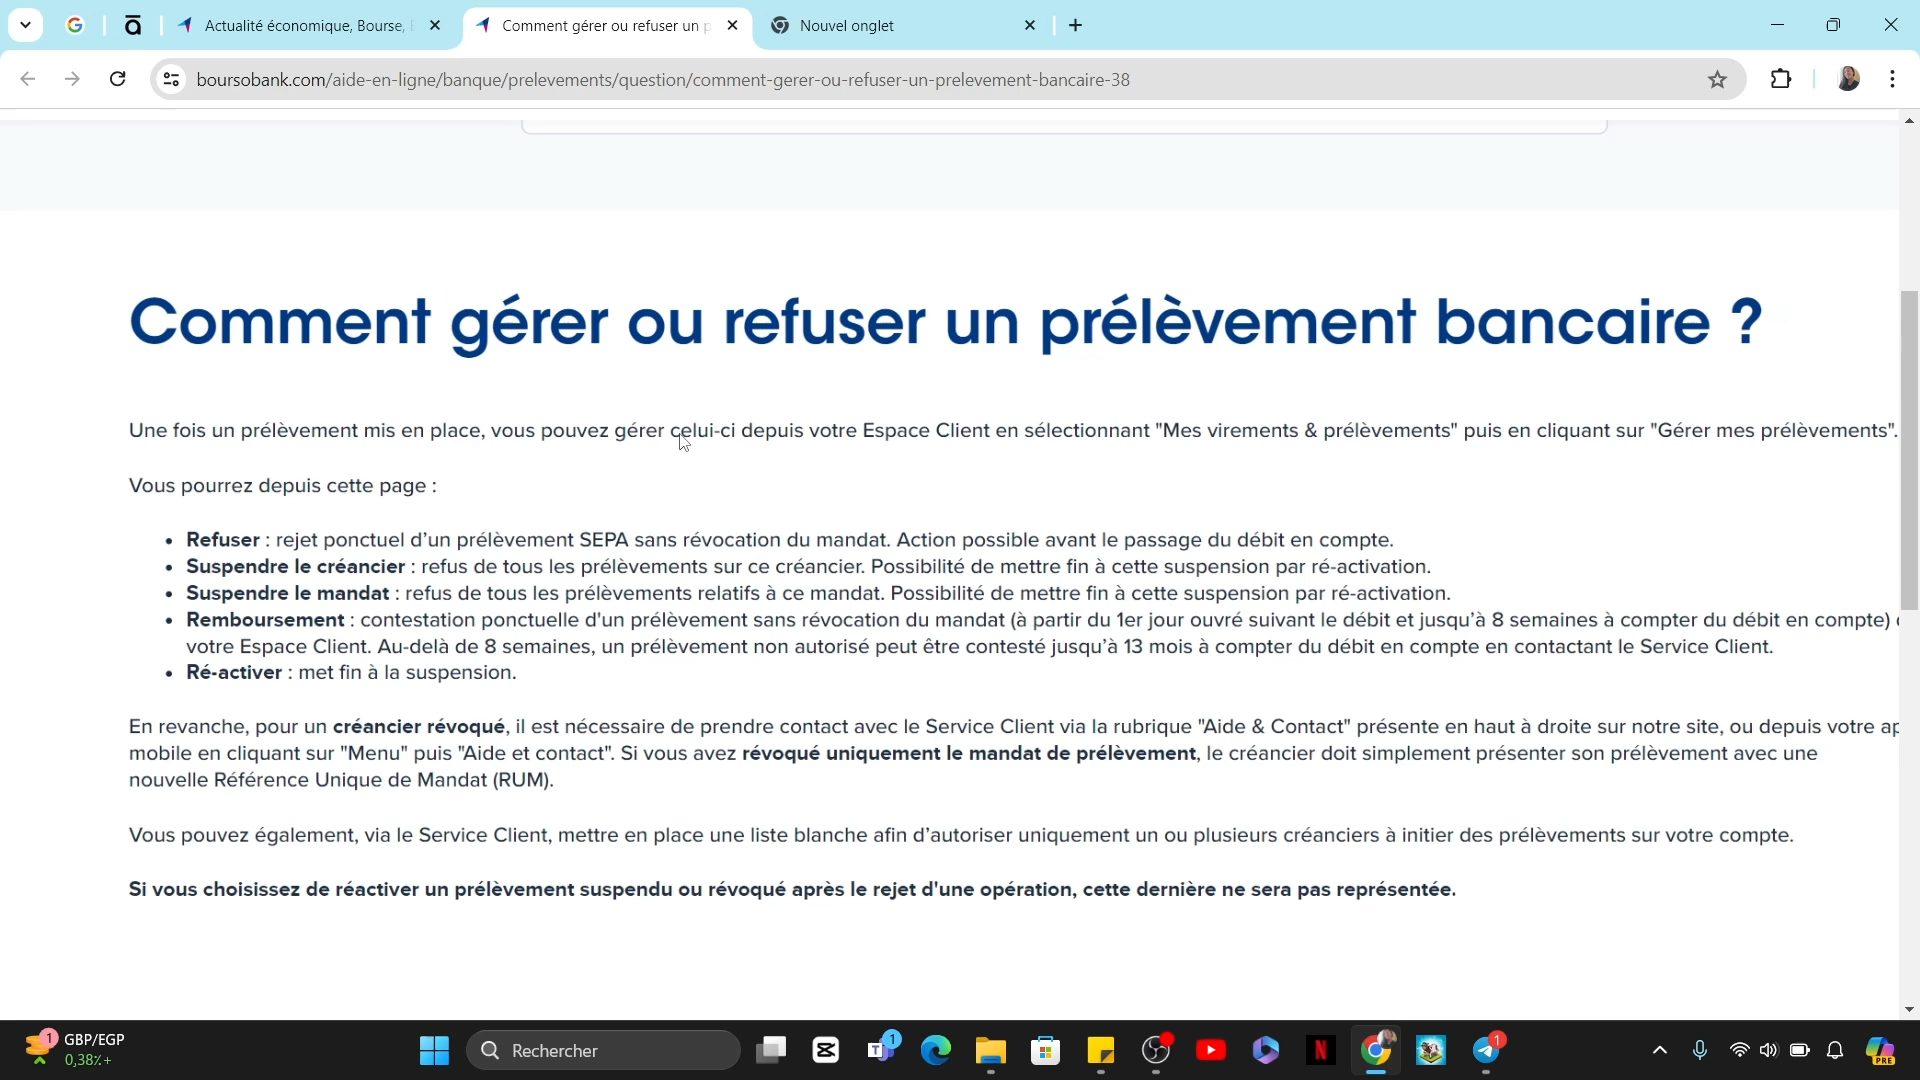 Actualité économique, Bourse,
Comment gérer ou refuser un p
Nouvel onglet
boursobank.com/aide-en-ligne/banque/prelevements/question/comment-gerer-ou-refuser-un-prelevement-bancaire-38
Comment gérer ou refuser un prélèvement bancaire ?
Une fois un prélèvement mis en place, vous pouvez gérer celui-ci depuis votre Espace Client en sélectionnant "Mes virements & prélèvements" puis en cliquant sur "Gérer mes prélèvements".
Vous pourrez depuis cette page :
• Refuser : rejet ponctuel d'un prélèvement SEPA sans révocation du mandat. Action possible avant le passage du débit en compte.
• Suspendre le créancier : refus de tous les prélèvements sur ce créancier. Possibilité de mettre fin à cette suspension par ré-activation.
• Suspendre le mandat : refus de tous les prélèvements relatifs à ce mandat. Possibilité de mettre fin à cette suspension par ré-activation.
• Remboursement : contestation ponctuelle d'un prélèvement sans révocation du mandat (à partir du 1er jour ouvré suivant le débit et jusqu'à 8 semaines à compter du débit en compte)
votre Espace Client. Au-delà de 8 semaines, un prélèvement non autorisé peut être contesté jusqu'à 13 mois à compter du débit en compte en contactant le Service Client.
• Ré-activer : met fin à la suspension.
En revanche, pour un créancier révoqué, il est nécessaire de prendre contact avec le Service Client via la rubrique "Aide & Contact" présente en haut à droite sur notre site, ou depuis votre ap
mobile en cliquant sur "Menu" puis "Aide et contact". Si vous avez révoqué uniquement le mandat de prélèvement, le créancier doit simplement présenter son prélèvement avec une
nouvelle Référence Unique de Mandat (RUM).
Vous pouvez également, via le Service Client, mettre en place une liste blanche afin d'autoriser uniquement un ou plusieurs créanciers à initier des prélèvements sur votre compte.
Si vous choisissez de réactiver un prélèvement suspendu ou révoqué après le rejet d'une opération, cette dernière ne sera pas représentée.
1
GBP/EGP
0,38%+
Rechercher
1
1
PRE